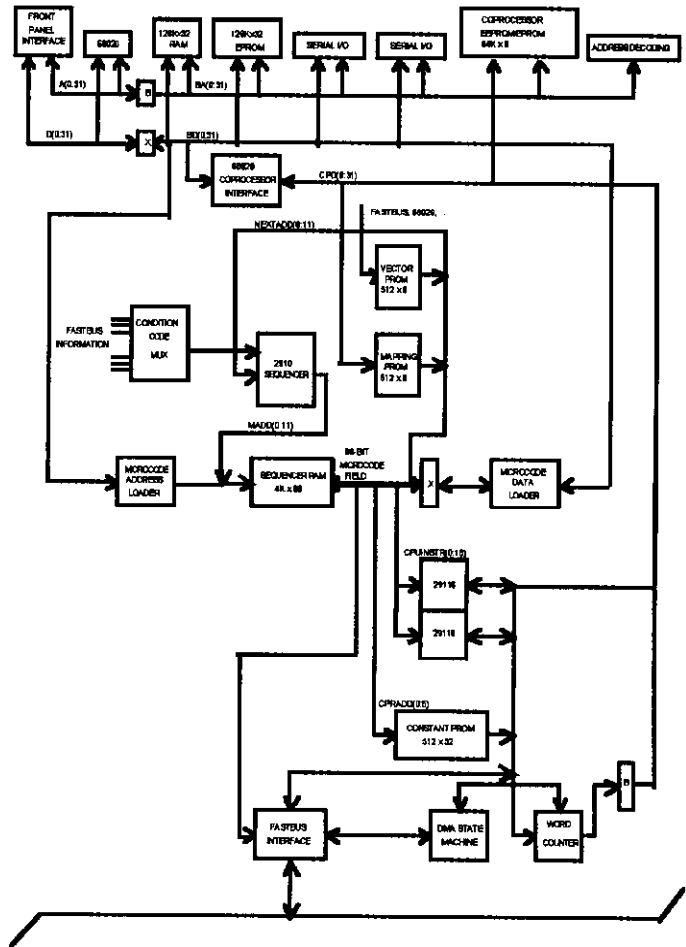 FRONT
PANEL
INTERFACE
68020
128Kx32
RAM
128Kx32
EPROM
SERIAL I/O
SERIAL I/O
COPROCESSOR
EEPROM/EPROM
64K x 8
ADDRESS DECODING
A(0:31)
B
BA(0:31)
D(0:31)
X
BD(0:31)
68020
COPROCESSOR
INTERFACE
CPD(0:31)
FASTBUS, 68020,
NEXTADD(0:11)
VECTOR
PROM
512 x 8
FASTBUS
INFORMATION
CONDITION
CODE
MUX
2910
SEQUENCER
MAPPING
PROM
512 x 8
MADD(0:11)
MICROCODE
ADDRESS
LOADER
SEQUENCER RAM
4K x 96
96-BIT
MICROCODE
FIELD
X
MICROCODE
DATA
LOADER
CPUINSTR(0:15)
29116
29116
CPRADD(0:8)
CONSTANT PROM
512 x 32
B
FASTBUS
INTERFACE
DMA STATE
MACHINE
WORD
COUNTER